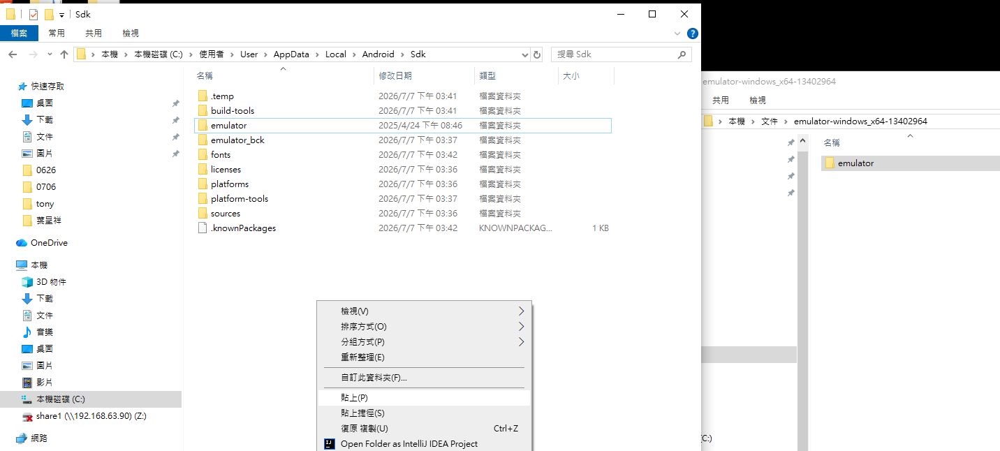 Sdk
檔案 常用 共用 檢視
本機 本機磁碟 (C:) 使用者 User AppData Local Android Sdk 搜尋 Sdk
快速存取
桌面
下載
文件
圖片
0626
0706
tony
葉呈祥
OneDrive
本機
3D 物件
下載
文件
音樂
桌面
圖片
影片
本機磁碟 (C:)
share1 (\\192.168.63.90) (Z:)
網路
名稱 修改日期 類型 大小
.temp 2026/7/7 下午 03:41 檔案資料夾
build-tools 2026/7/7 下午 03:41 檔案資料夾
emulator 2025/4/24 下午 08:46 檔案資料夾
emulator_bck 2026/7/7 下午 03:37 檔案資料夾
fonts 2026/7/7 下午 03:42 檔案資料夾
licenses 2026/7/7 下午 03:36 檔案資料夾
platforms 2026/7/7 下午 03:36 檔案資料夾
platform-tools 2026/7/7 下午 03:37 檔案資料夾
sources 2026/7/7 下午 03:36 檔案資料夾
.knownPackages 2026/7/7 下午 03:42 KNOWNPACKAG... 1 KB
檢視(V)
排序方式(O)
分組方式(P)
重新整理(E)
自訂此資料夾(F)...
貼上(P)
貼上捷徑(S)
復原 複製(U) Ctrl+Z
Open Folder as IntelliJ IDEA Project
emulator-windows_x64-13402964
共用 檢視
本機 文件 emulator-windows_x64-13402964
名稱
emulator
(C:)